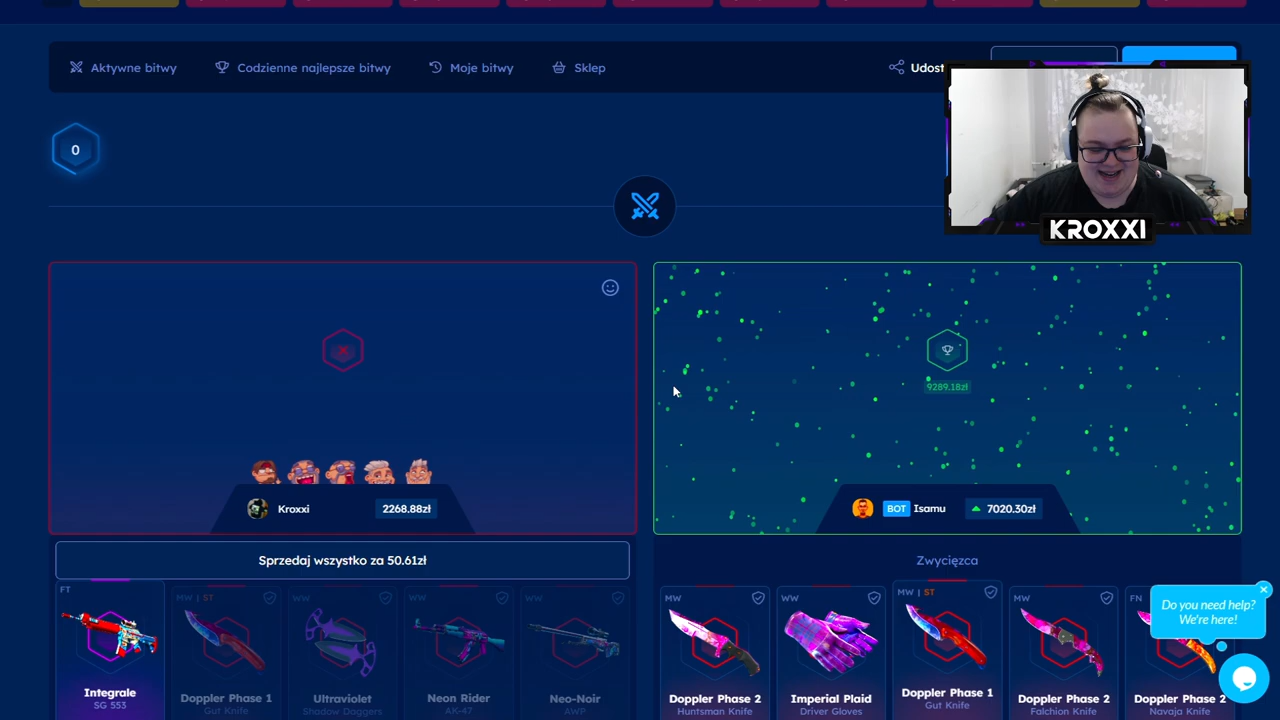 Aktywne bitwy
Codzienne najlepsze bitwy
Moje bitwy
Sklep
Udost
0
KROXXI
9289.18zł
Kroxxi
2268.88zł
BOT
Isamu
7020.30zł
Sprzedaj wszystko za 50.61zł
Zwycięzca
FT
Integrale
SG 553
MW | ST
Doppler Phase 1
Gut Knife
WW
Ultraviolet
Shadow Daggers
WW
Neon Rider
AK-47
WW
Neo-Noir
AWP
MW
Doppler Phase 2
Huntsman Knife
WW
Imperial Plaid
Driver Gloves
MW | ST
Doppler Phase 1
Gut Knife
MW
Doppler Phase 2
Falchion Knife
FN
Doppler Phase 2
Navaja Knife
Do you need help?
We're here!